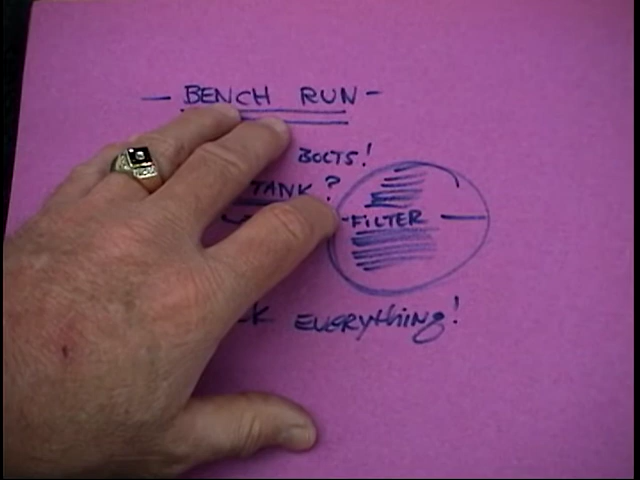 - BENCH RUN -
BOLTS!
TANK?
-FiLTER
EVERYthiNg!